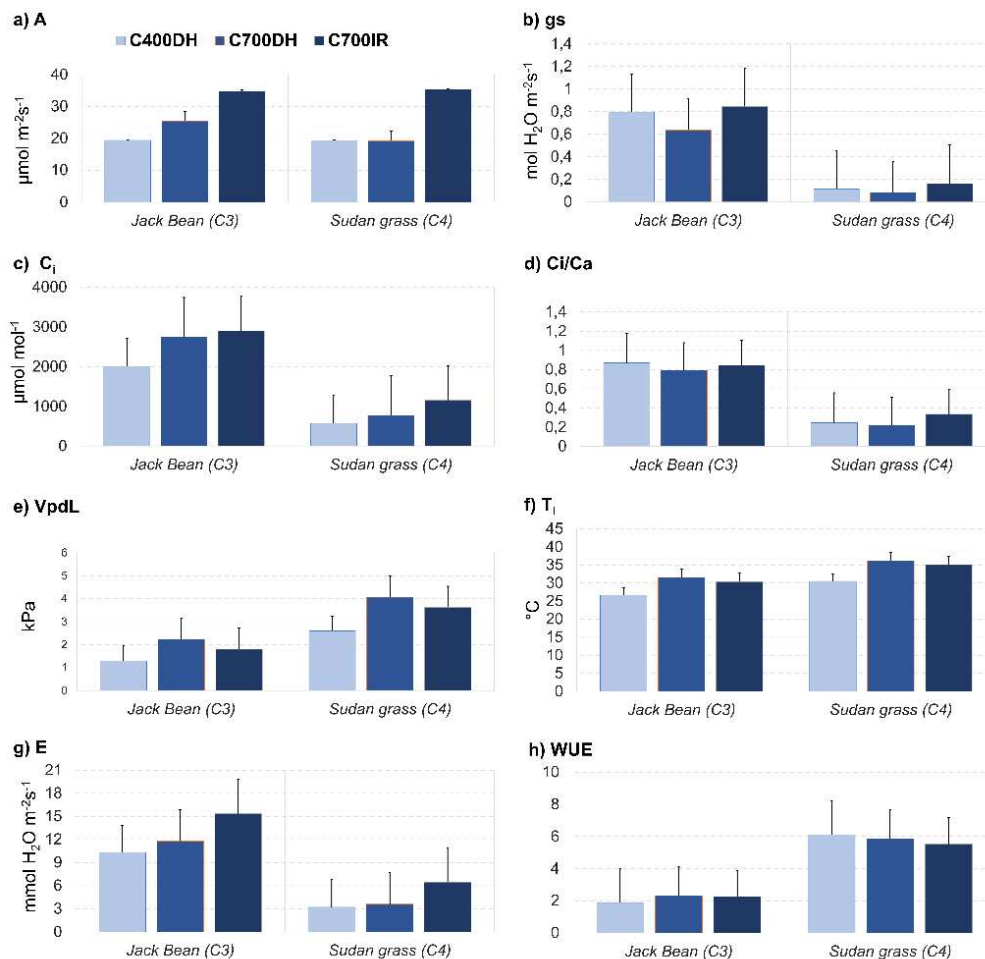 a) A
b) gs
C400DH C700DH C700IR
µmol m⁻²s⁻¹
40
30
20
10
0
Jack Bean (C3) Sudan grass (C4)
mol H₂O m⁻²s⁻¹
1,4
1,2
1
0,8
0,6
0,4
0,2
0
Jack Bean (C3) Sudan grass (C4)
c) Cᵢ
µmol mol⁻¹
4000
3000
2000
1000
0
Jack Bean (C3) Sudan grass (C4)
d) Ci/Ca
1,4
1,2
1
0,8
0,6
0,4
0,2
0
Jack Bean (C3) Sudan grass (C4)
e) VpdL
kPa
6
5
4
3
2
1
0
Jack Bean (C3) Sudan grass (C4)
f) Tₗ
°C
45
40
35
30
25
20
15
10
5
0
Jack Bean (C3) Sudan grass (C4)
g) E
mmol H₂O m⁻²s⁻¹
21
18
15
12
9
6
3
0
Jack Bean (C3) Sudan grass (C4)
h) WUE
10
8
6
4
2
0
Jack Bean (C3) Sudan grass (C4)